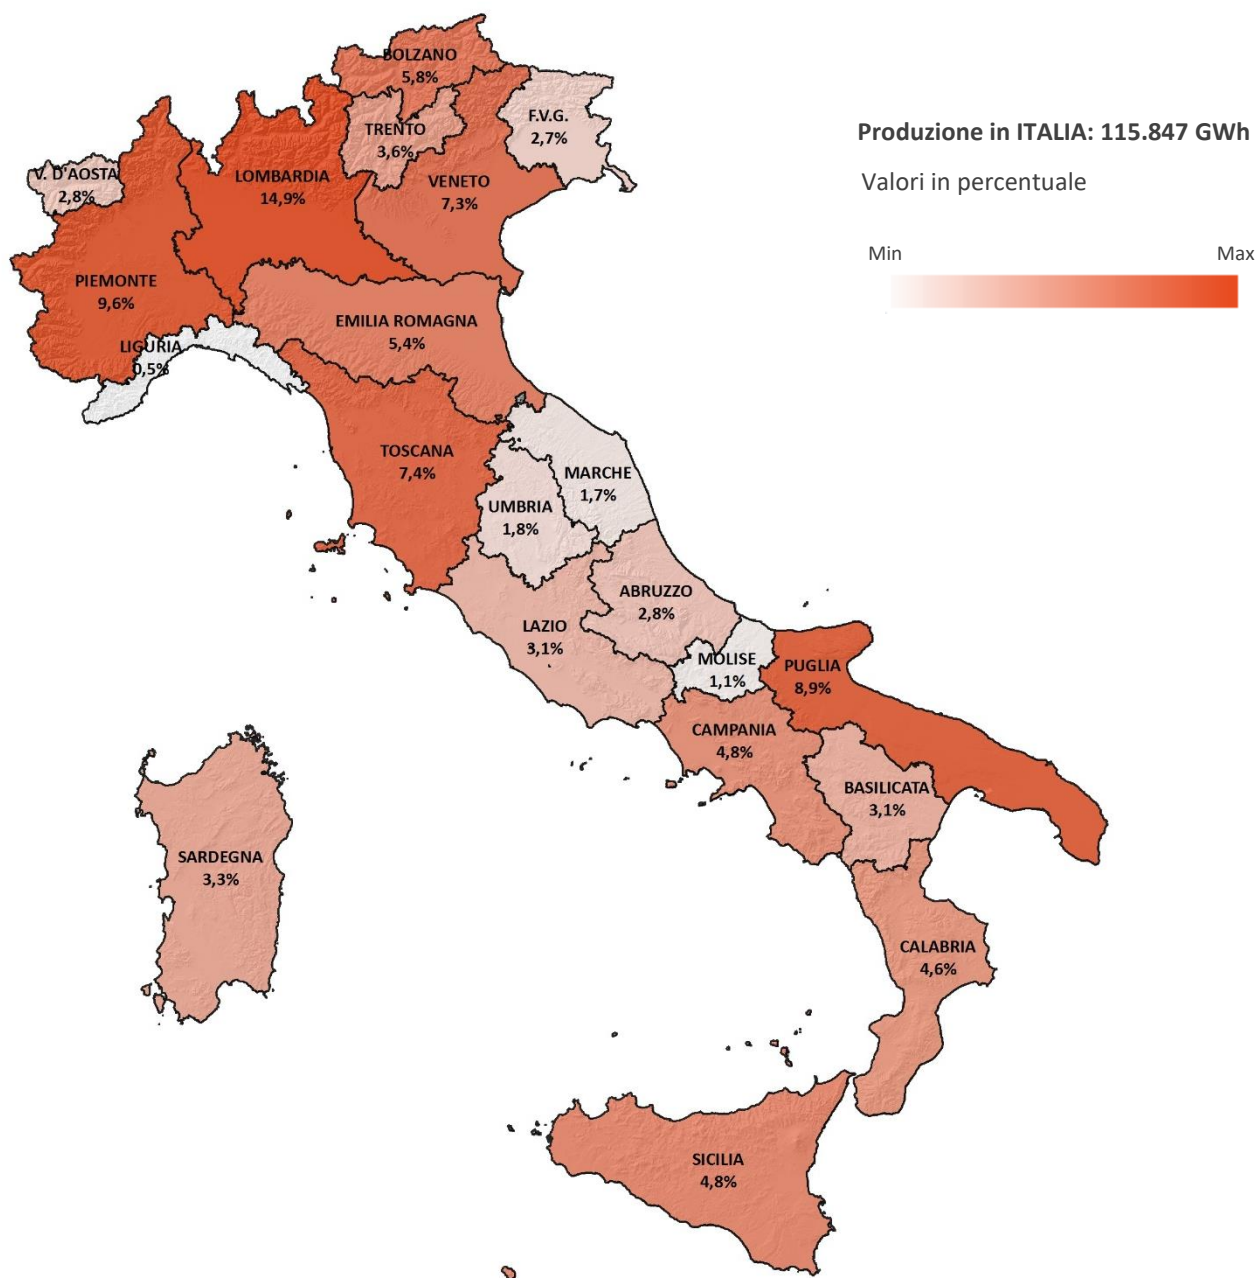 BOLZANO
5,8%
F.V.G.
2,7%
TRENTO
3,6%
V. D'AOSTA
2,8%
LOMBARDIA
14,9%
VENETO
7,3%
Produzione in ITALIA: 115.847 GWh
Valori in percentuale
Min
Max
PIEMONTE
9,6%
EMILIA ROMAGNA
5,4%
LIGURIA
0,5%
TOSCANA
7,4%
MARCHE
1,7%
UMBRIA
1,8%
ABRUZZO
2,8%
LAZIO
3,1%
MOLISE
1,1%
PUGLIA
8,9%
CAMPANIA
4,8%
BASILICATA
3,1%
SARDEGNA
3,3%
CALABRIA
4,6%
SICILIA
4,8%